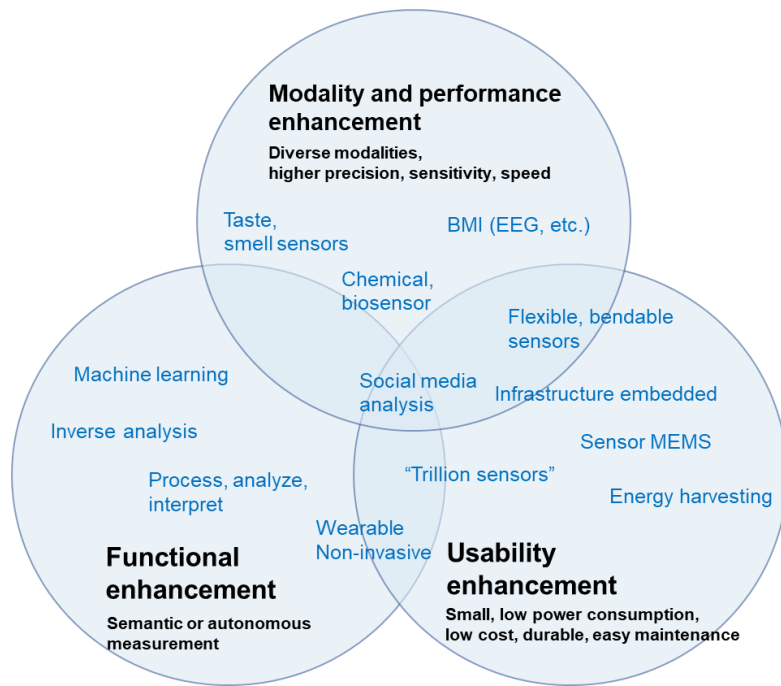 Modality and performance
enhancement
Diverse modalities,
higher precision, sensitivity, speed
Taste,
smell sensors
BMI (EEG, etc.)
Chemical,
biosensor
Flexible, bendable
sensors
Machine learning
Social media
analysis
Infrastructure embedded
Inverse analysis
Sensor MEMS
Process, analyze,
interpret
“Trillion sensors”
Energy harvesting
Wearable
Non-invasive
Functional
enhancement
Semantic or autonomous
measurement
Usability
enhancement
Small, low power consumption,
low cost, durable, easy maintenance